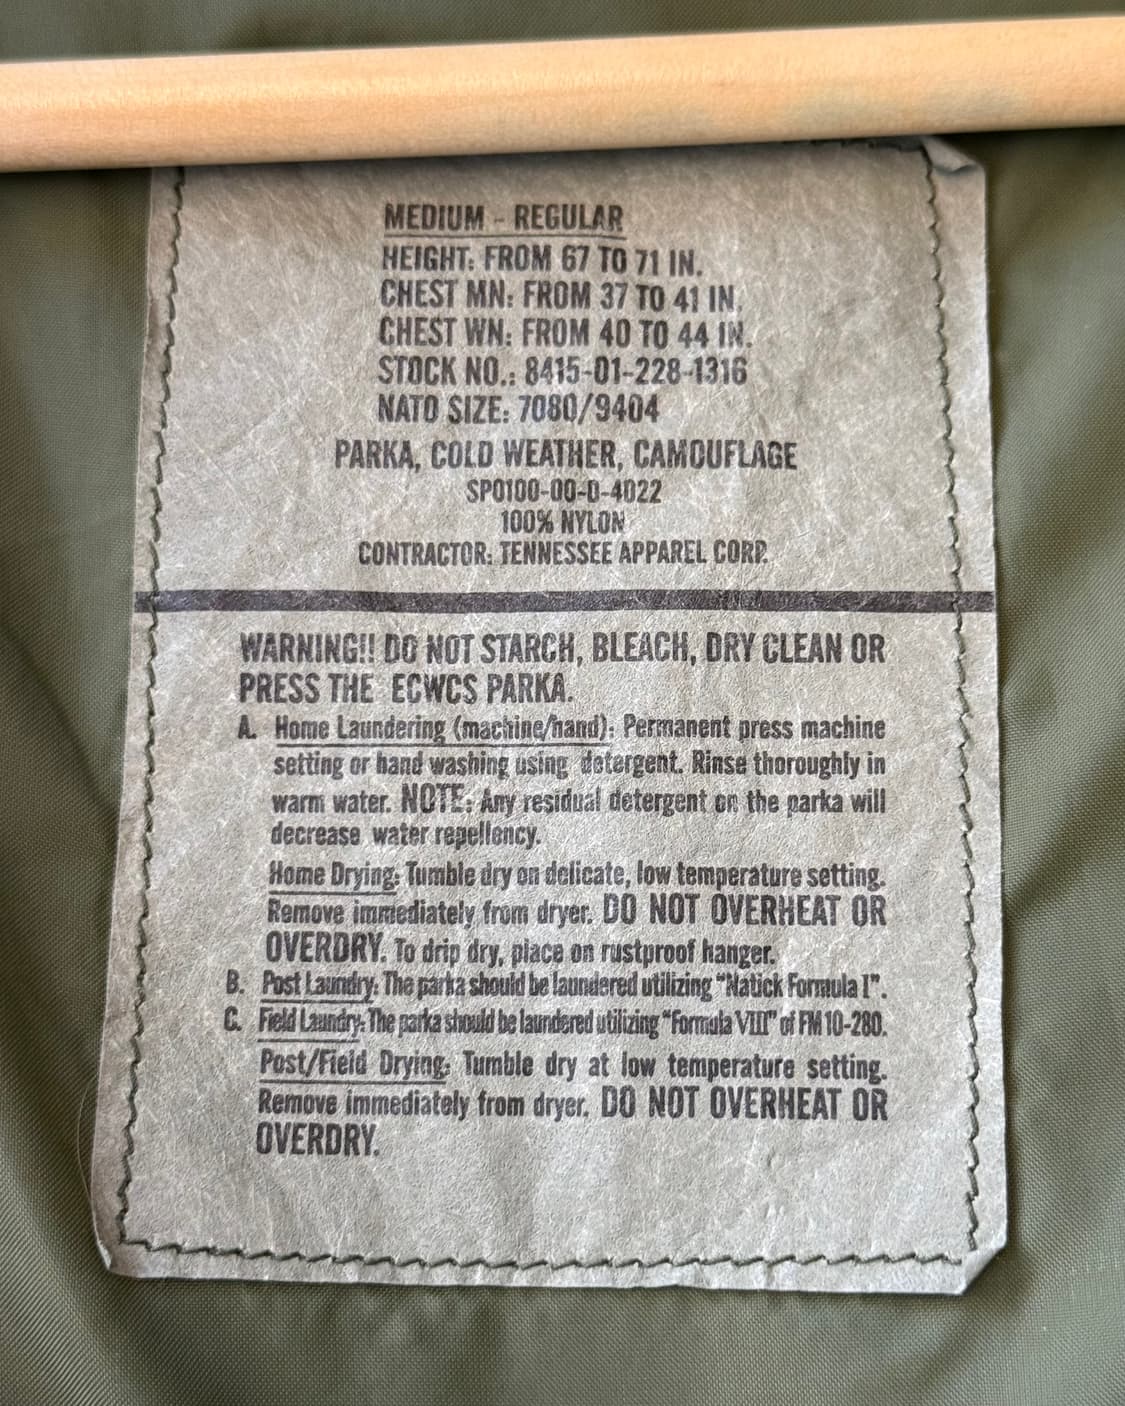 MEDIUM - REGULAR
HEIGHT: FROM 67 TO 71 IN.
CHEST MN: FROM 37 TO 41 IN.
CHEST WN: FROM 40 TO 44 IN.
STOCK NO.: 8415-01-228-1316
NATO SIZE: 7080/9404
PARKA, COLD WEATHER, CAMOUFLAGE
SPO100-00-D-4022
100% NYLON
CONTRACTOR: TENNESSEE APPAREL CORP.
WARNING!! DO NOT STARCH, BLEACH, DRY CLEAN OR
PRESS THE ECWCS PARKA.
A. Home Laundering (machine/hand): Permanent press machine
setting or hand washing using detergent. Rinse thoroughly in
warm water. NOTE: Any residual detergent on the parka will
decrease water repellency.
Home Drying: Tumble dry on delicate, low temperature setting.
Remove immediately from dryer. DO NOT OVERHEAT OR
OVERDRY. To drip dry, place on rustproof hanger.
B. Post Laundry: The parka should be laundered utilizing "Natick Formula I".
C. Field Laundry: The parka should be laundered utilizing "Formula VIII" of FM 10-280.
Post/Field Drying: Tumble dry at low temperature setting.
Remove immediately from dryer. DO NOT OVERHEAT OR
OVERDRY.